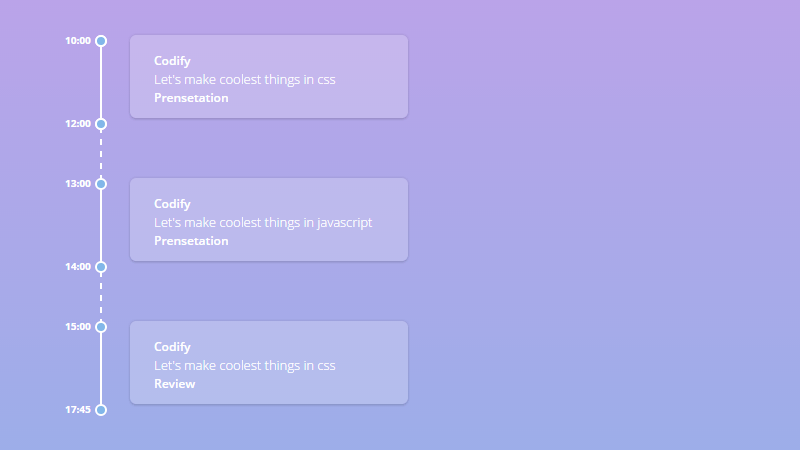 10:00
Codify
Let's make coolest things in css
Prensetation
12:00
13:00
Codify
Let's make coolest things in javascript
Prensetation
14:00
15:00
Codify
Let's make coolest things in css
Review
17:45